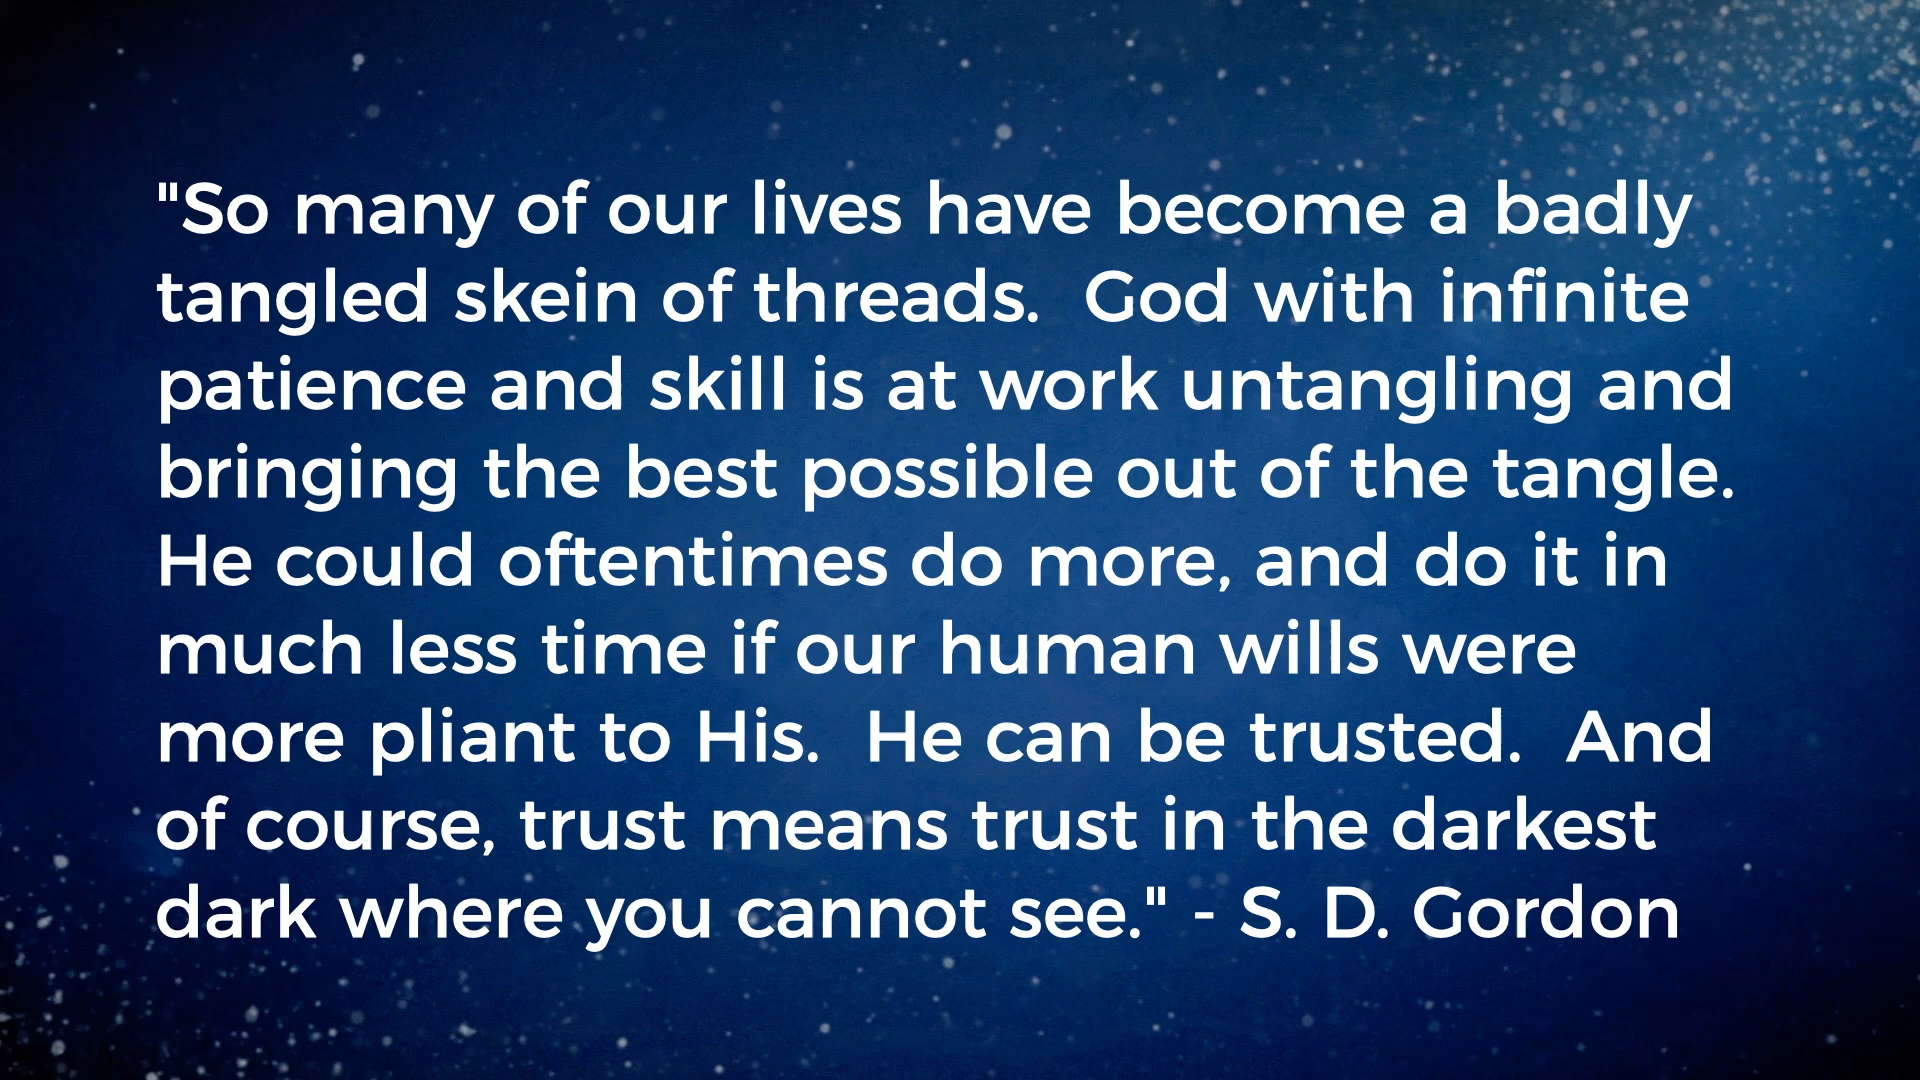 "So many of our lives have become a badly
tangled skein of threads.  God with infinite
patience and skill is at work untangling and
bringing the best possible out of the tangle.
He could oftentimes do more, and do it in
much less time if our human wills were
more pliant to His.  He can be trusted.  And
of course, trust means trust in the darkest
dark where you cannot see." - S. D. Gordon